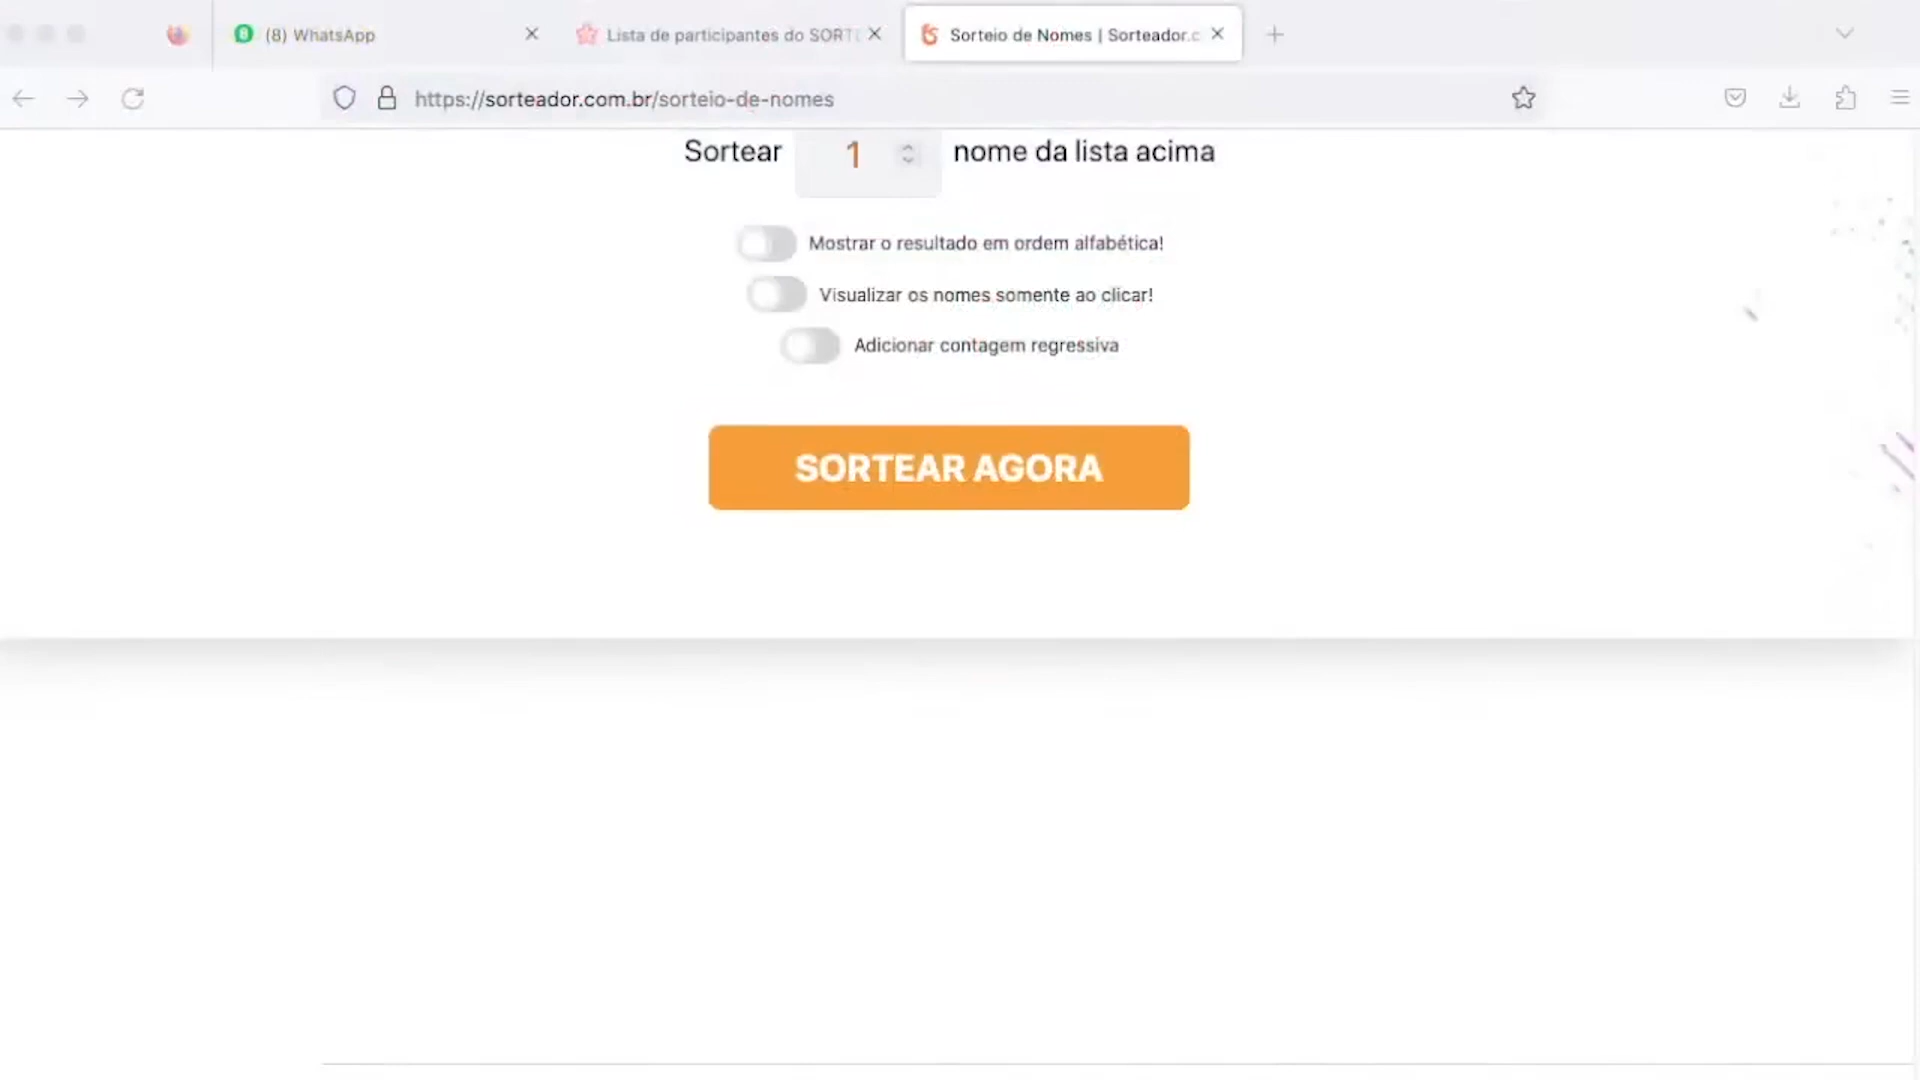 (8) WhatsApp
Lista de participantes do SORT
Sorteio de Nomes | Sorteador.c
https://sorteador.com.br/sorteio-de-nomes
Sortear 1 nome da lista acima
Mostrar o resultado em ordem alfabética!
Visualizar os nomes somente ao clicar!
Adicionar contagem regressiva
SORTEAR AGORA